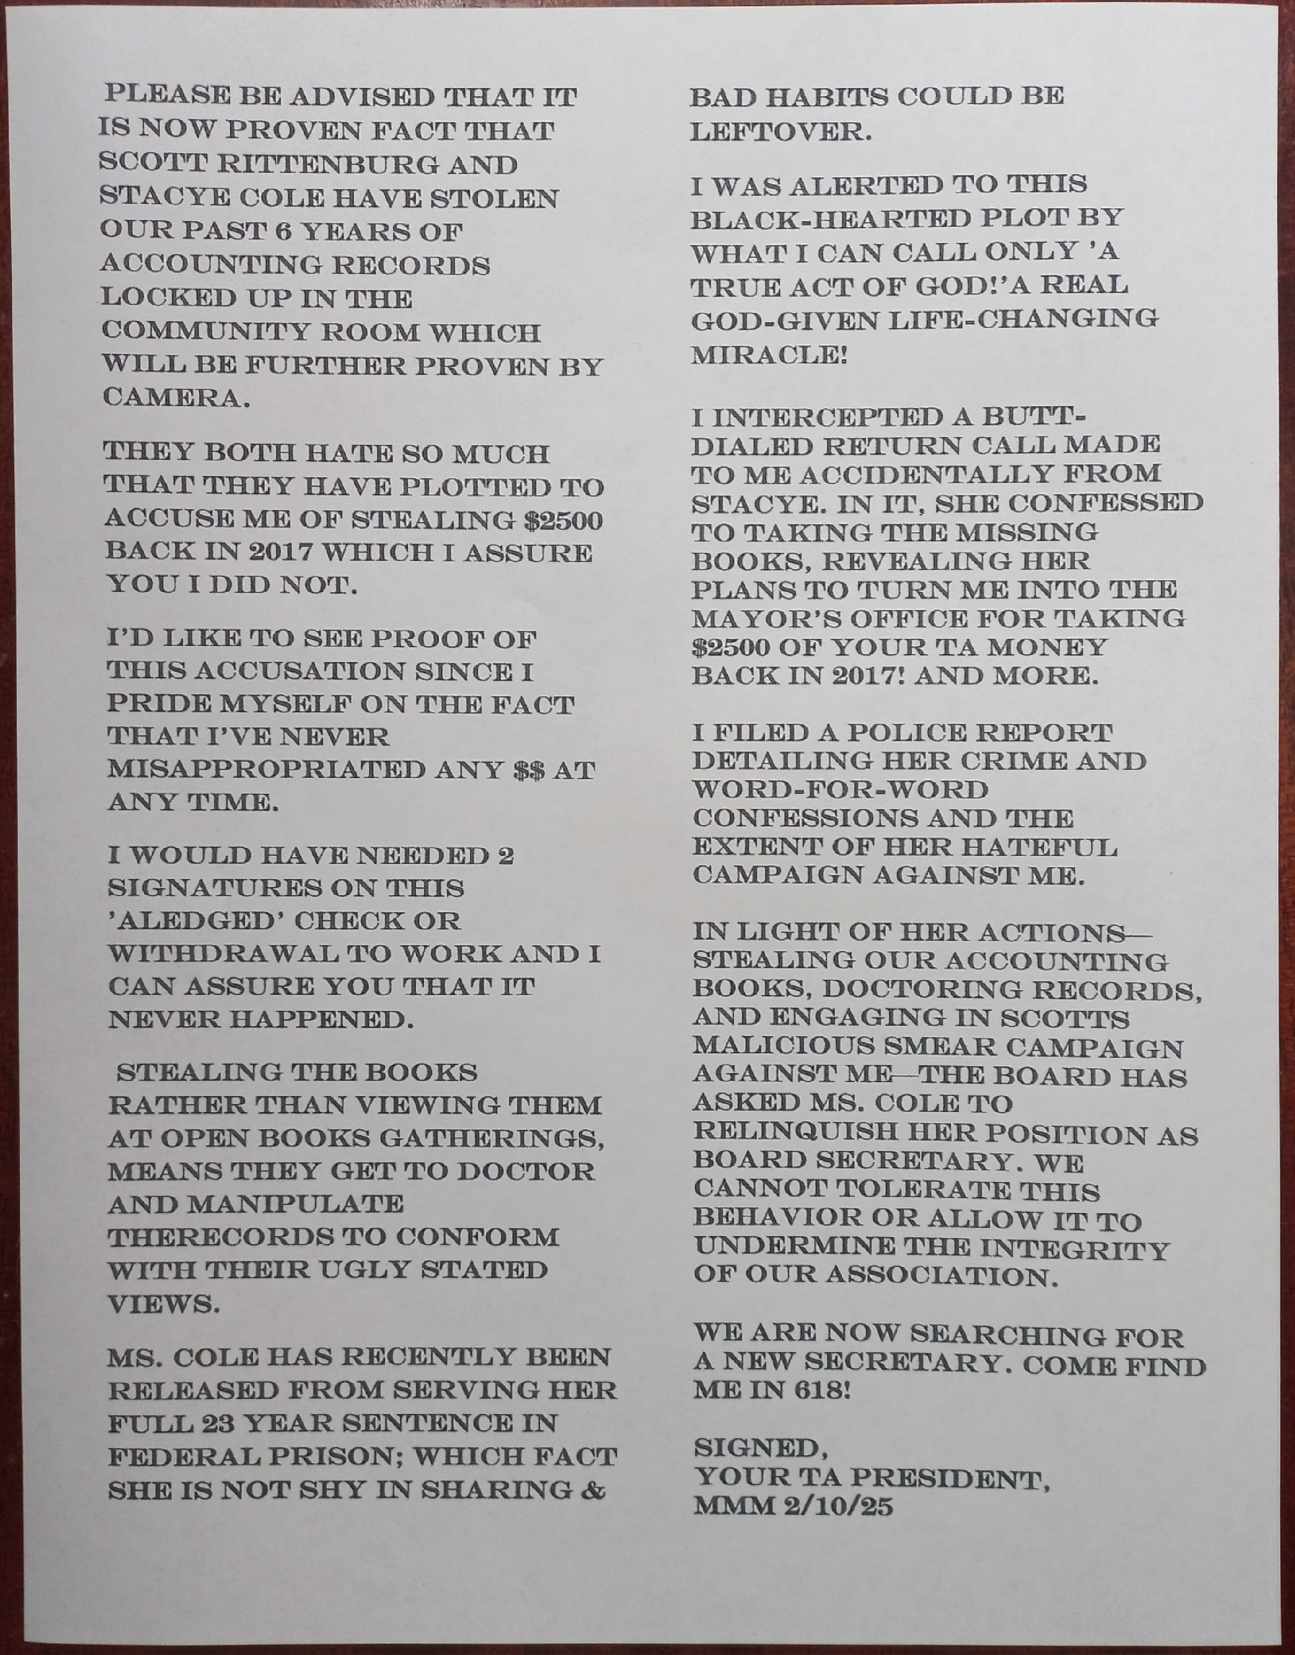 PLEASE BE ADVISED THAT IT
IS NOW PROVEN FACT THAT
SCOTT RITTENBURG AND
STACYE COLE HAVE STOLEN
OUR PAST 6 YEARS OF
ACCOUNTING RECORDS
LOCKED UP IN THE
COMMUNITY ROOM WHICH
WILL BE FURTHER PROVEN BY
CAMERA.
THEY BOTH HATE SO MUCH
THAT THEY HAVE PLOTTED TO
ACCUSE ME OF STEALING $2500
BACK IN 2017 WHICH I ASSURE
YOU I DID NOT.
I'D LIKE TO SEE PROOF OF
THIS ACCUSATION SINCE I
PRIDE MYSELF ON THE FACT
THAT I'VE NEVER
MISAPPROPRIATED ANY $$ AT
ANY TIME.
I WOULD HAVE NEEDED 2
SIGNATURES ON THIS
'ALEDGED' CHECK OR
WITHDRAWAL TO WORK AND I
CAN ASSURE YOU THAT IT
NEVER HAPPENED.
STEALING THE BOOKS
RATHER THAN VIEWING THEM
AT OPEN BOOKS GATHERINGS,
MEANS THEY GET TO DOCTOR
AND MANIPULATE
THERECORDS TO CONFORM
WITH THEIR UGLY STATED
VIEWS.
MS. COLE HAS RECENTLY BEEN
RELEASED FROM SERVING HER
FULL 23 YEAR SENTENCE IN
FEDERAL PRISON; WHICH FACT
SHE IS NOT SHY IN SHARING &
BAD HABITS COULD BE
LEFTOVER.
I WAS ALERTED TO THIS
BLACK-HEARTED PLOT BY
WHAT I CAN CALL ONLY 'A
TRUE ACT OF GOD!'A REAL
GOD-GIVEN LIFE-CHANGING
MIRACLE!
I INTERCEPTED A BUTT-
DIALED RETURN CALL MADE
TO ME ACCIDENTALLY FROM
STACYE. IN IT, SHE CONFESSED
TO TAKING THE MISSING
BOOKS, REVEALING HER
PLANS TO TURN ME INTO THE
MAYOR'S OFFICE FOR TAKING
$2500 OF YOUR TA MONEY
BACK IN 2017! AND MORE.
I FILED A POLICE REPORT
DETAILING HER CRIME AND
WORD-FOR-WORD
CONFESSIONS AND THE
EXTENT OF HER HATEFUL
CAMPAIGN AGAINST ME.
IN LIGHT OF HER ACTIONS—
STEALING OUR ACCOUNTING
BOOKS, DOCTORING RECORDS,
AND ENGAGING IN SCOTTS
MALICIOUS SMEAR CAMPAIGN
AGAINST ME—THE BOARD HAS
ASKED MS. COLE TO
RELINQUISH HER POSITION AS
BOARD SECRETARY. WE
CANNOT TOLERATE THIS
BEHAVIOR OR ALLOW IT TO
UNDERMINE THE INTEGRITY
OF OUR ASSOCIATION.
WE ARE NOW SEARCHING FOR
A NEW SECRETARY. COME FIND
ME IN 618!
SIGNED,
YOUR TA PRESIDENT,
MMM 2/10/25